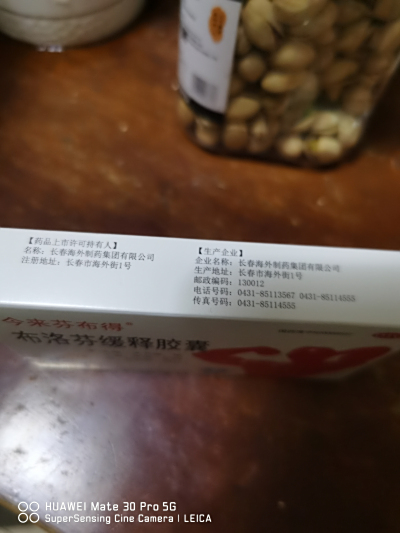 【药品上市许可持有人】
名称：长春海外制药集团有限公司
注册地址：长春市海外街1号
【生产企业】
企业名称：长春海外制药集团有限公司
生产地址：长春市海外街1号
邮政编码：130012
电话号码：0431-85113567 0431-85114555
传真号码：0431-85114555
今来芬布得®
布洛芬缓释胶囊
HUAWEI Mate 30 Pro 5G
SuperSensing Cine Camera | LEICA